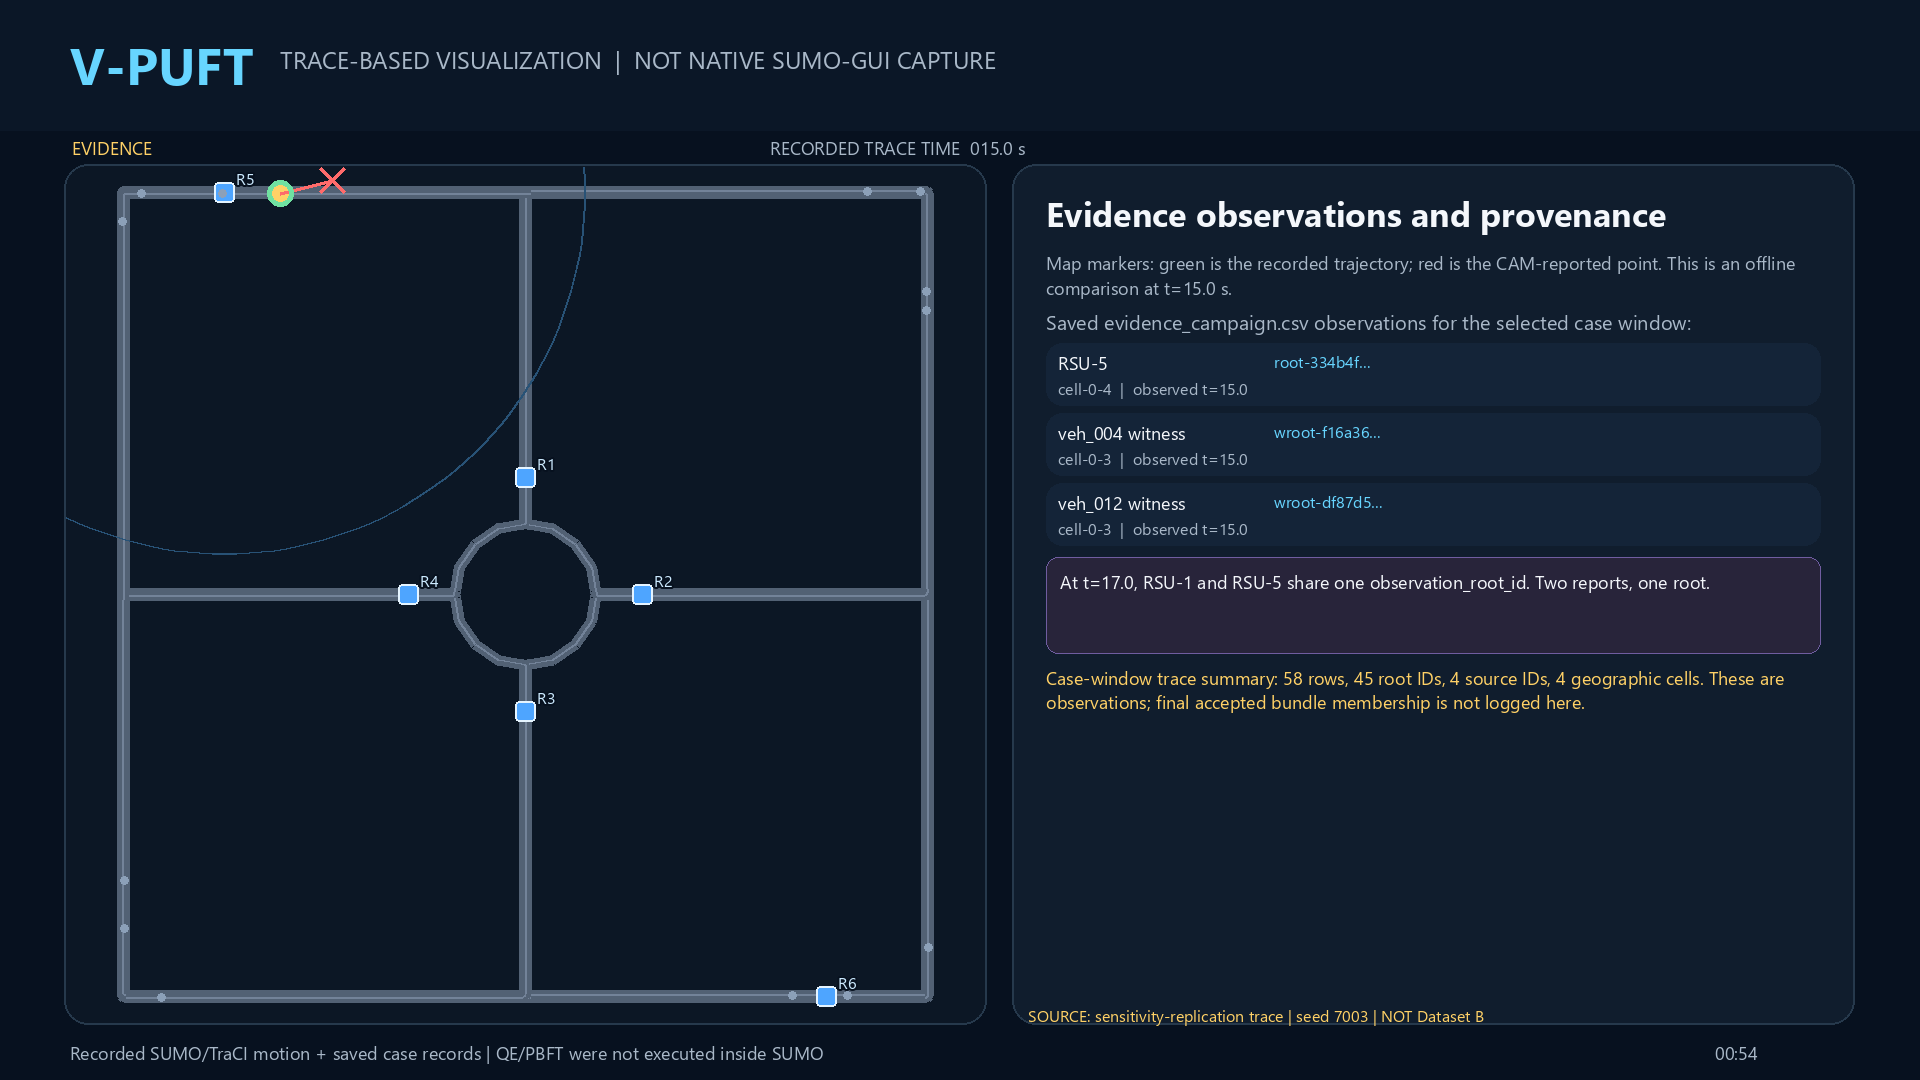 V-PUFT
TRACE-BASED VISUALIZATION | NOT NATIVE SUMO-GUI CAPTURE
EVIDENCE
RECORDED TRACE TIME 015.0 s
R5
R1
R4
R2
R3
R6
Evidence observations and provenance
Map markers: green is the recorded trajectory; red is the CAM-reported point. This is an offline
comparison at t=15.0 s.
Saved evidence_campaign.csv observations for the selected case window:
RSU-5
root-334b4f...
cell-0-4 | observed t=15.0
veh_004 witness
wroot-f16a36...
cell-0-3 | observed t=15.0
veh_012 witness
wroot-df87d5...
cell-0-3 | observed t=15.0
At t=17.0, RSU-1 and RSU-5 share one observation_root_id. Two reports, one root.
Case-window trace summary: 58 rows, 45 root IDs, 4 source IDs, 4 geographic cells. These are
observations; final accepted bundle membership is not logged here.
SOURCE: sensitivity-replication trace | seed 7003 | NOT Dataset B
Recorded SUMO/TraCI motion + saved case records | QE/PBFT were not executed inside SUMO
00:54